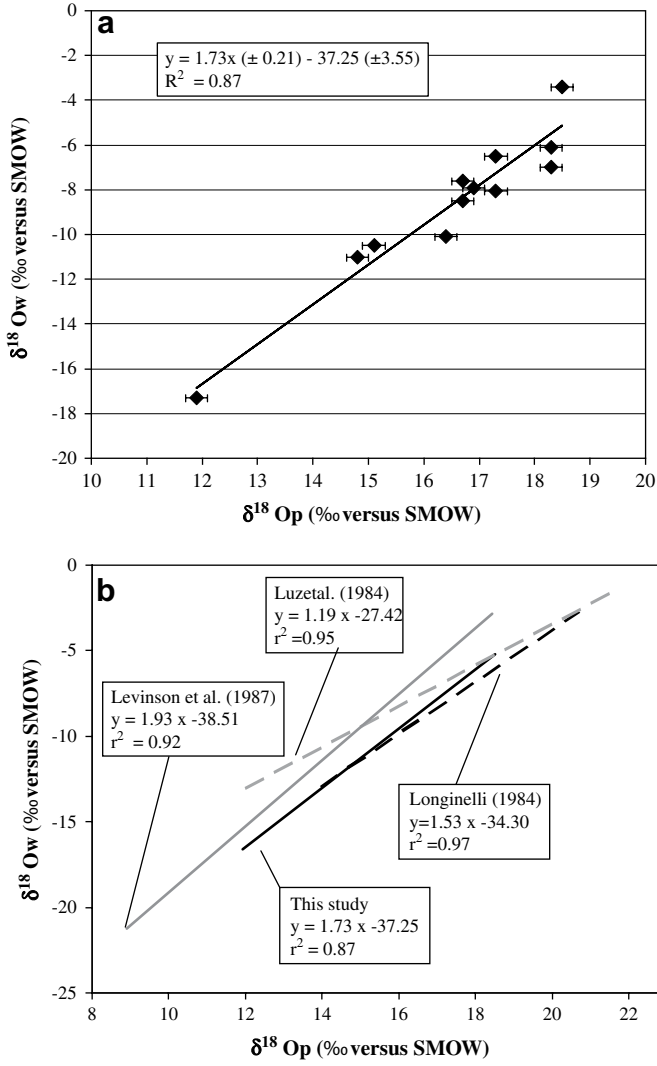 a
0
-2
-4
-6
-8
-10
-12
-14
-16
-18
-20
y = 1.73x (± 0.21) - 37.25 (±3.55)
R² = 0.87
δ¹⁸ Ow (‰ versus SMOW)
10 11 12 13 14 15 16 17 18 19 20
δ¹⁸ Op (‰ versus SMOW)
b
0
-5
-10
-15
-20
-25
Luzetal. (1984)
y = 1.19 x -27.42
r² =0.95
Levinson et al. (1987)
y = 1.93 x -38.51
r² = 0.92
Longinelli (1984)
y=1.53 x -34.30
r² =0.97
This study
y = 1.73 x -37.25
r² = 0.87
δ¹⁸ Ow (‰ versus SMOW)
8 10 12 14 16 18 20 22
δ¹⁸ Op (‰ versus SMOW)